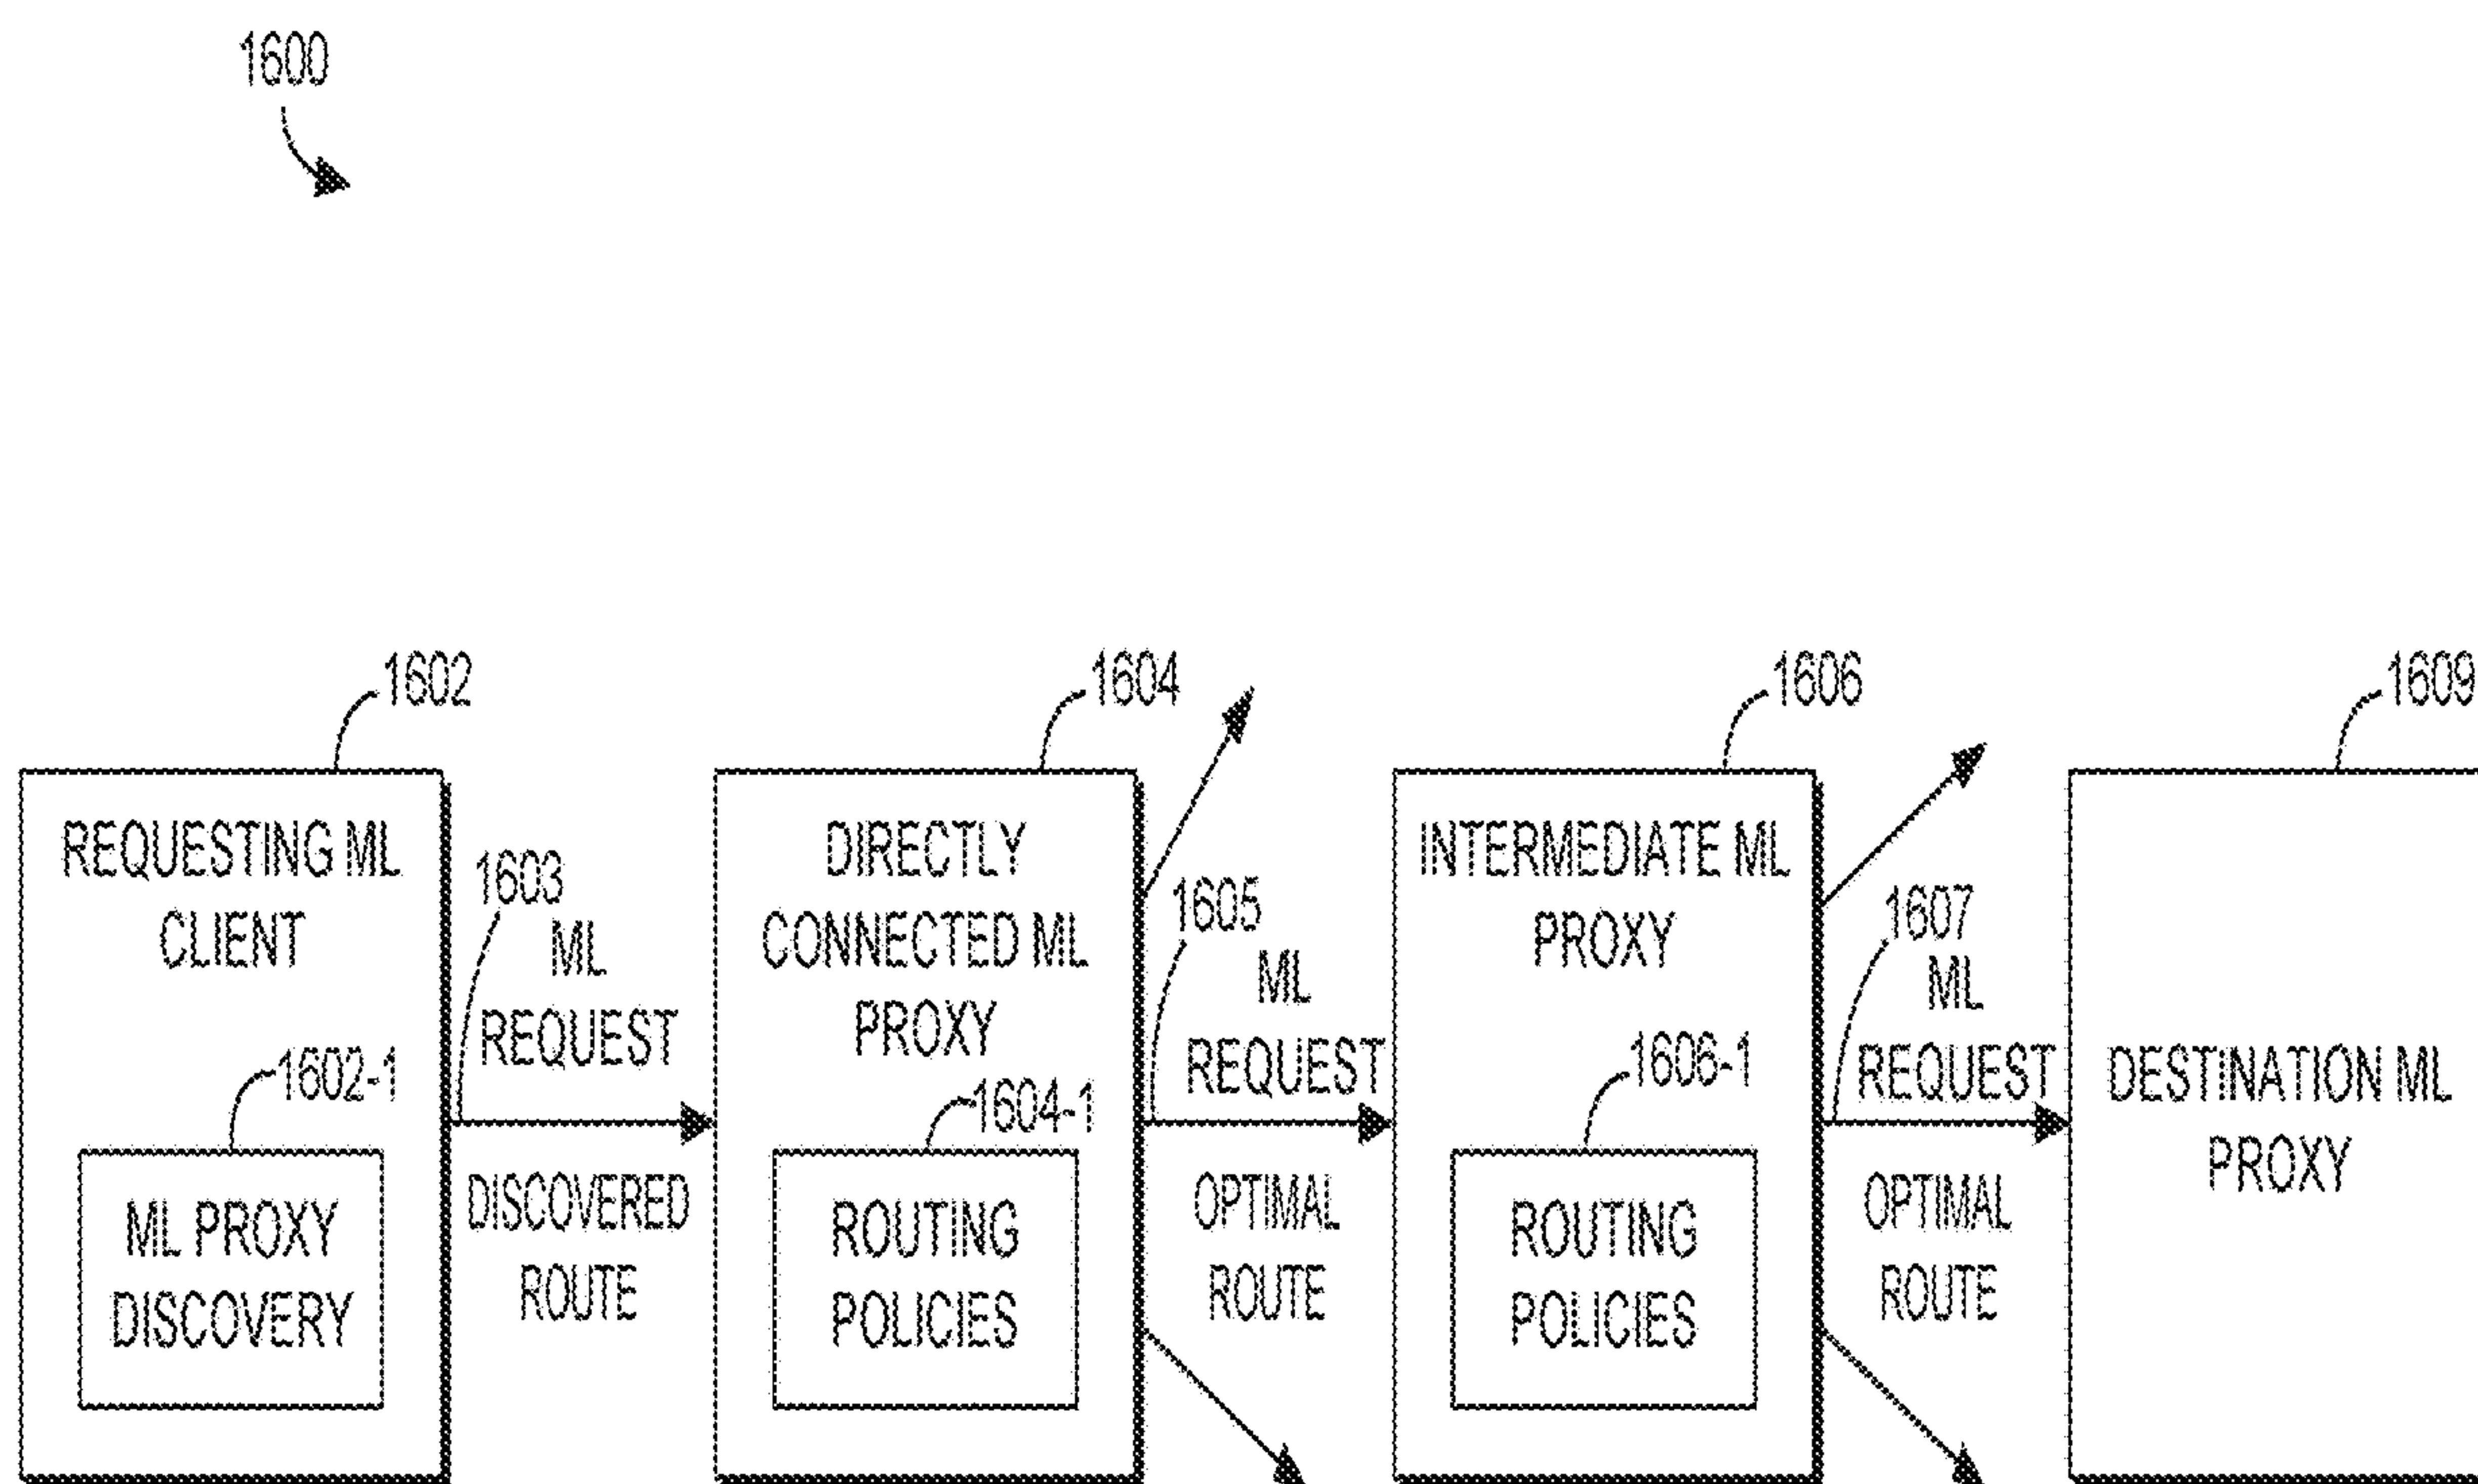 1600
1602
1604
1606
1609
REQUESTING ML
CLIENT
1602-1
ML PROXY
DISCOVERY
1603
ML
REQUEST
DISCOVERED
ROUTE
DIRECTLY
CONNECTED ML
PROXY
1604-1
ROUTING
POLICIES
1605
ML
REQUEST
OPTIMAL
ROUTE
INTERMEDIATE ML
PROXY
1606-1
ROUTING
POLICIES
1607
ML
REQUEST
OPTIMAL
ROUTE
DESTINATION ML
PROXY